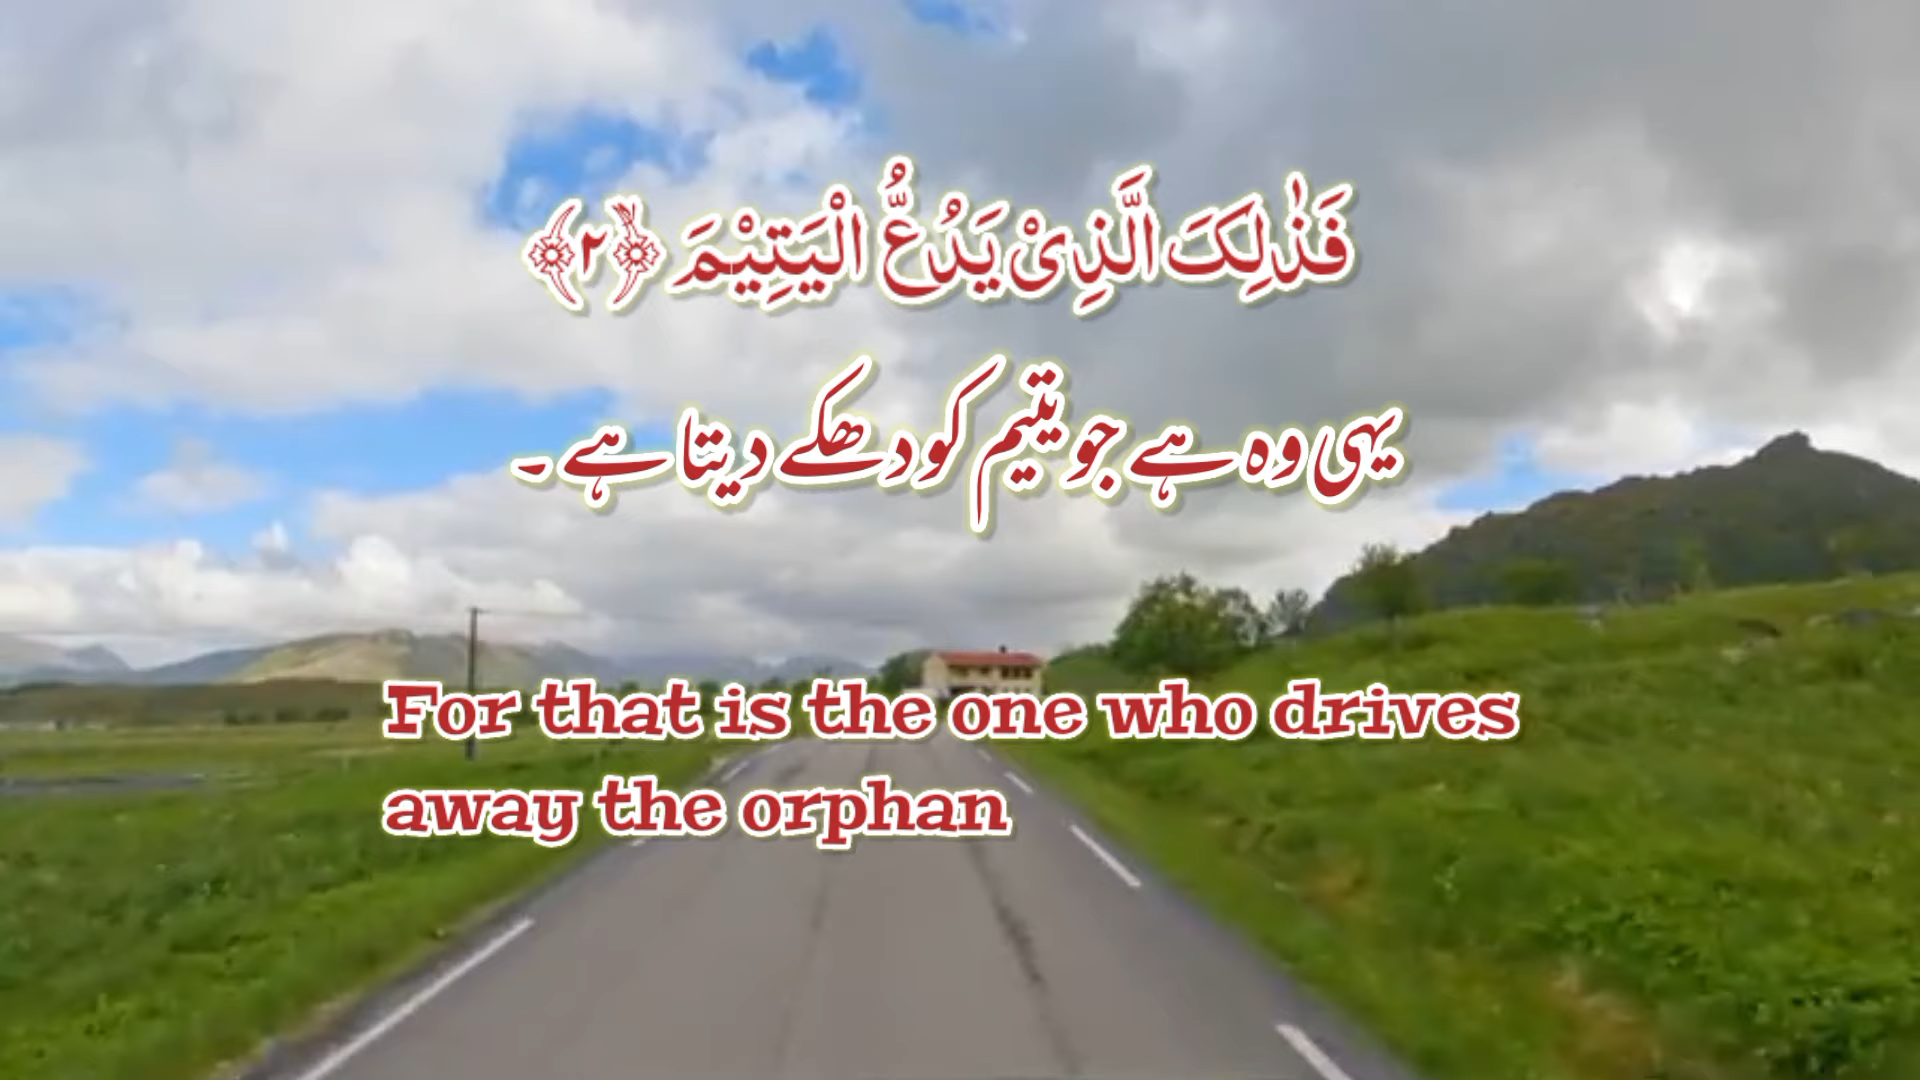 فَذٰلِکَ الَّذِیْ یَدُعُّ الْیَتِیْمَ ﴿۲﴾
یہی وہ ہے جو یتیم کو دھکے دیتا ہے ۔
For that is the one who drives
away the orphan